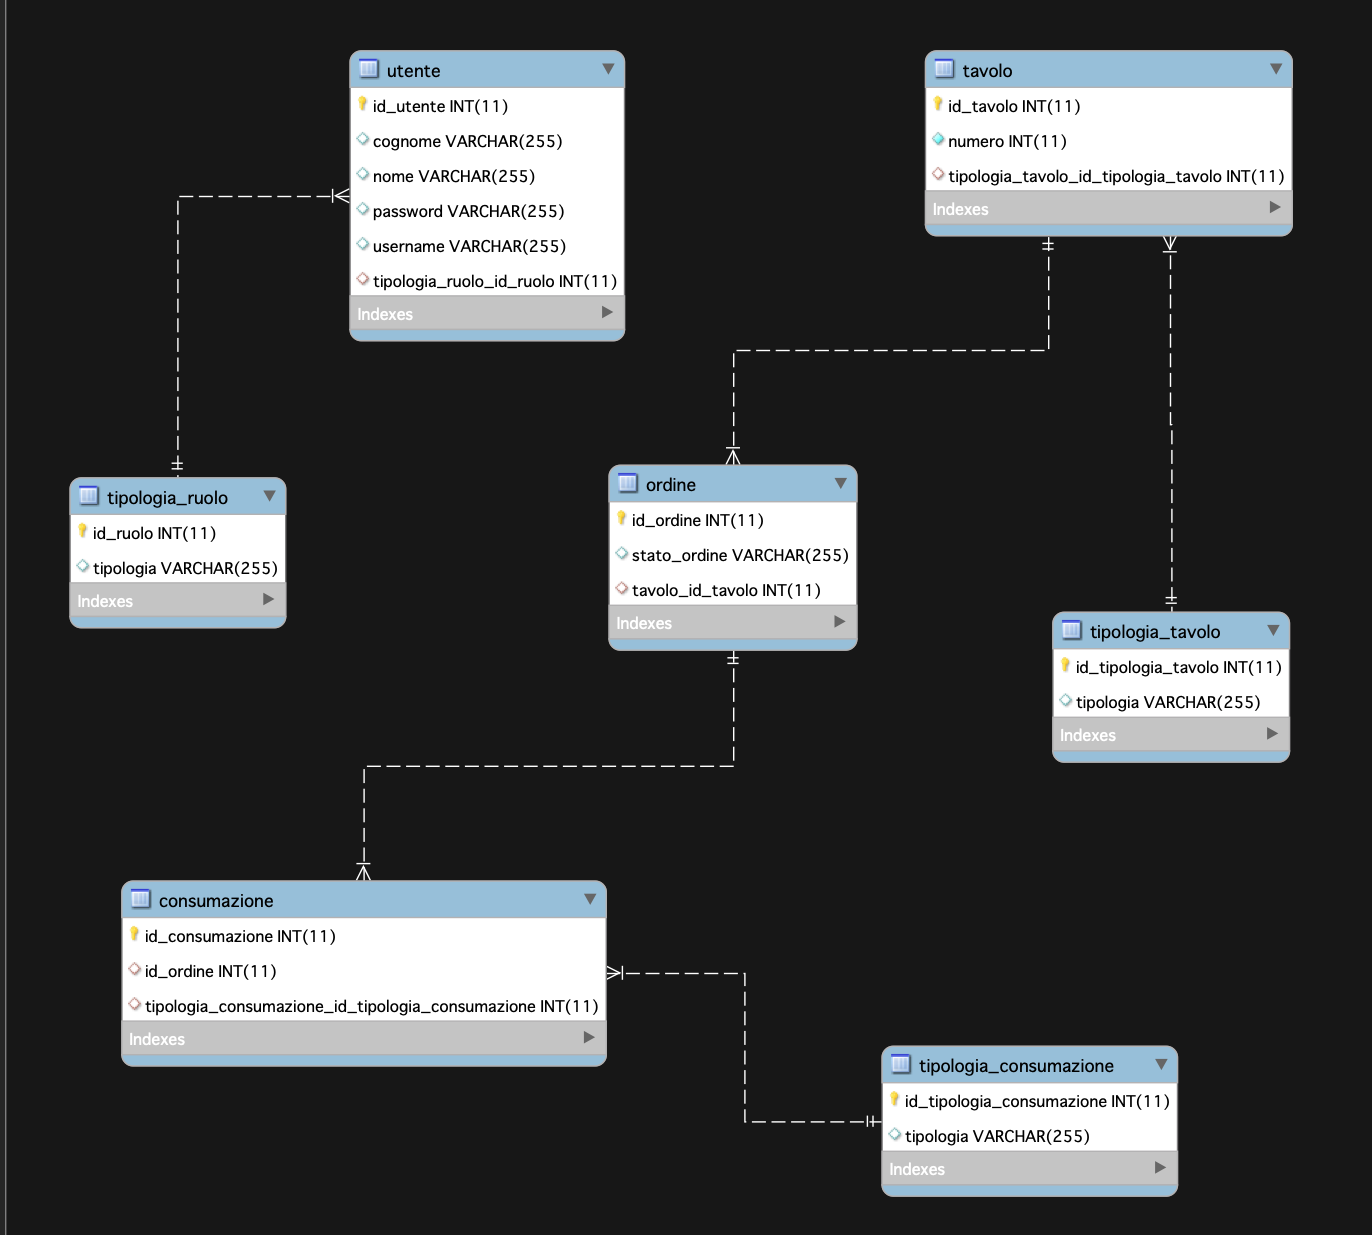 utente
id_utente INT(11)
cognome VARCHAR(255)
nome VARCHAR(255)
password VARCHAR(255)
username VARCHAR(255)
tipologia_ruolo_id_ruolo INT(11)
Indexes
tavolo
id_tavolo INT(11)
numero INT(11)
tipologia_tavolo_id_tipologia_tavolo INT(11)
Indexes
tipologia_ruolo
id_ruolo INT(11)
tipologia VARCHAR(255)
Indexes
ordine
id_ordine INT(11)
stato_ordine VARCHAR(255)
tavolo_id_tavolo INT(11)
Indexes
tipologia_tavolo
id_tipologia_tavolo INT(11)
tipologia VARCHAR(255)
Indexes
consumazione
id_consumazione INT(11)
id_ordine INT(11)
tipologia_consumazione_id_tipologia_consumazione INT(11)
Indexes
tipologia_consumazione
id_tipologia_consumazione INT(11)
tipologia VARCHAR(255)
Indexes